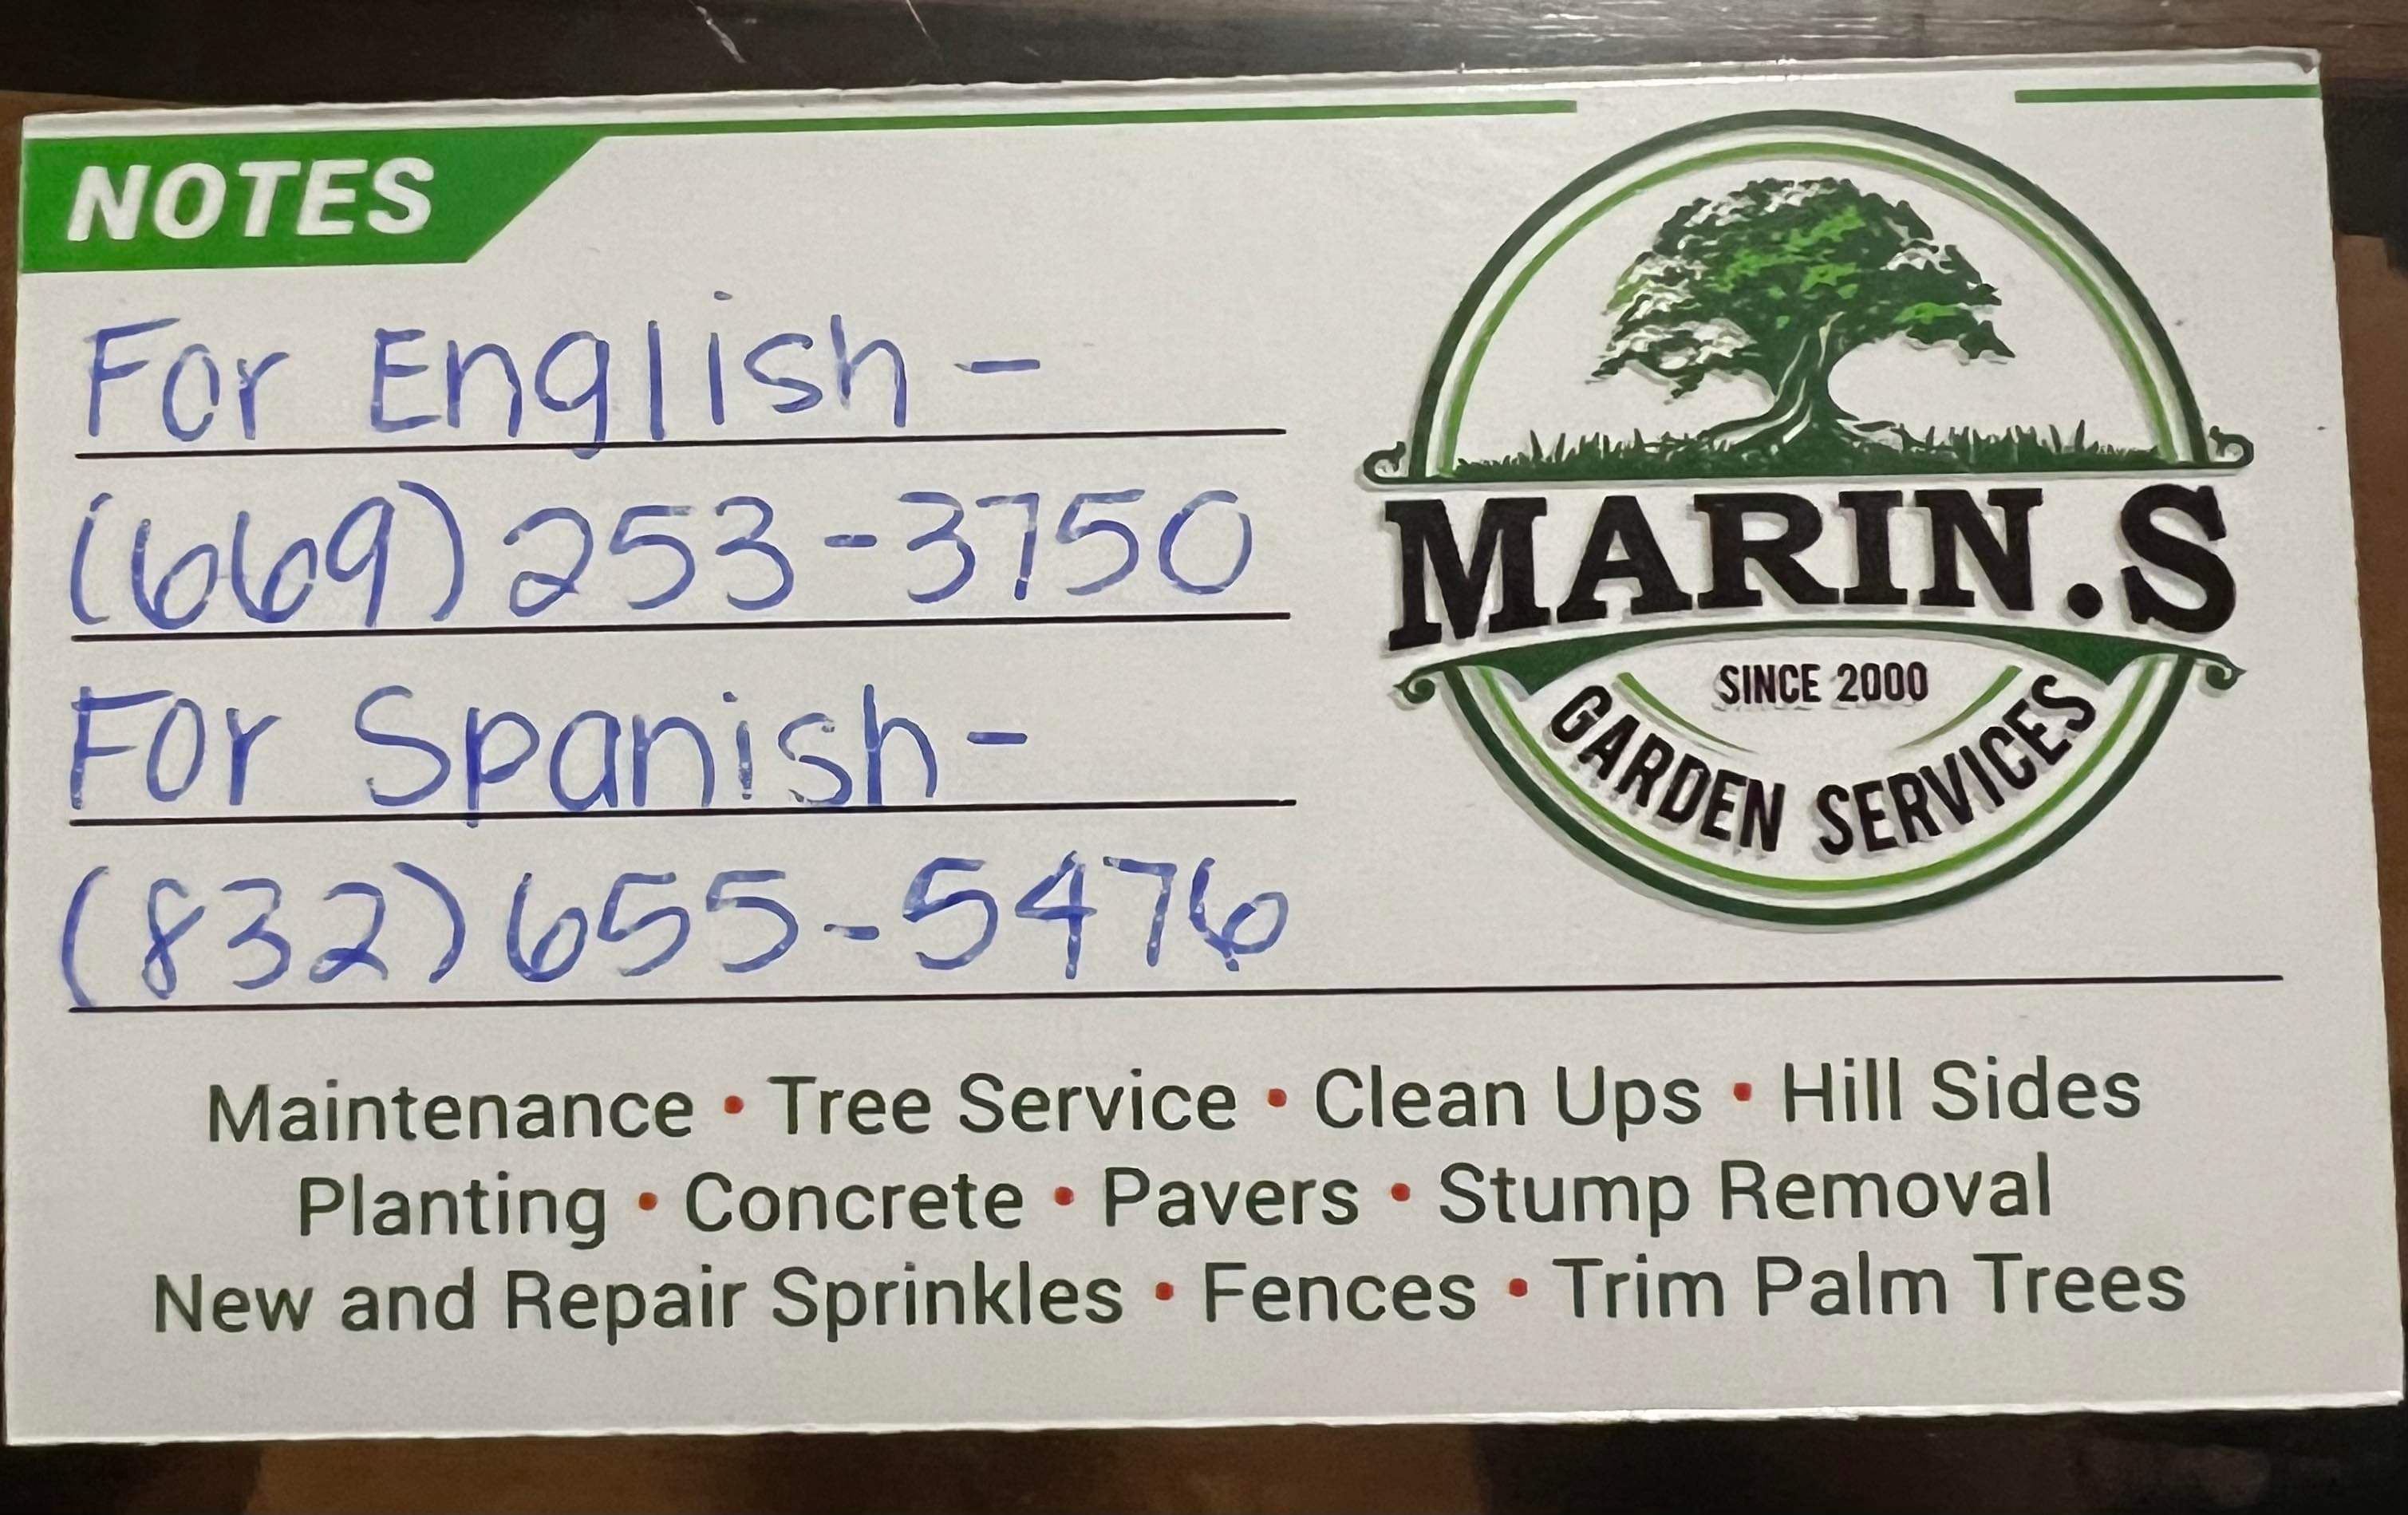 NOTES
For English -
(669) 253-3750
For Spanish-
(832) 655-5476
MARIN.S
SINCE 2000
GARDEN SERVICES
Maintenance • Tree Service • Clean Ups • Hill Sides
Planting • Concrete • Pavers • Stump Removal
New and Repair Sprinkles • Fences • Trim Palm Trees